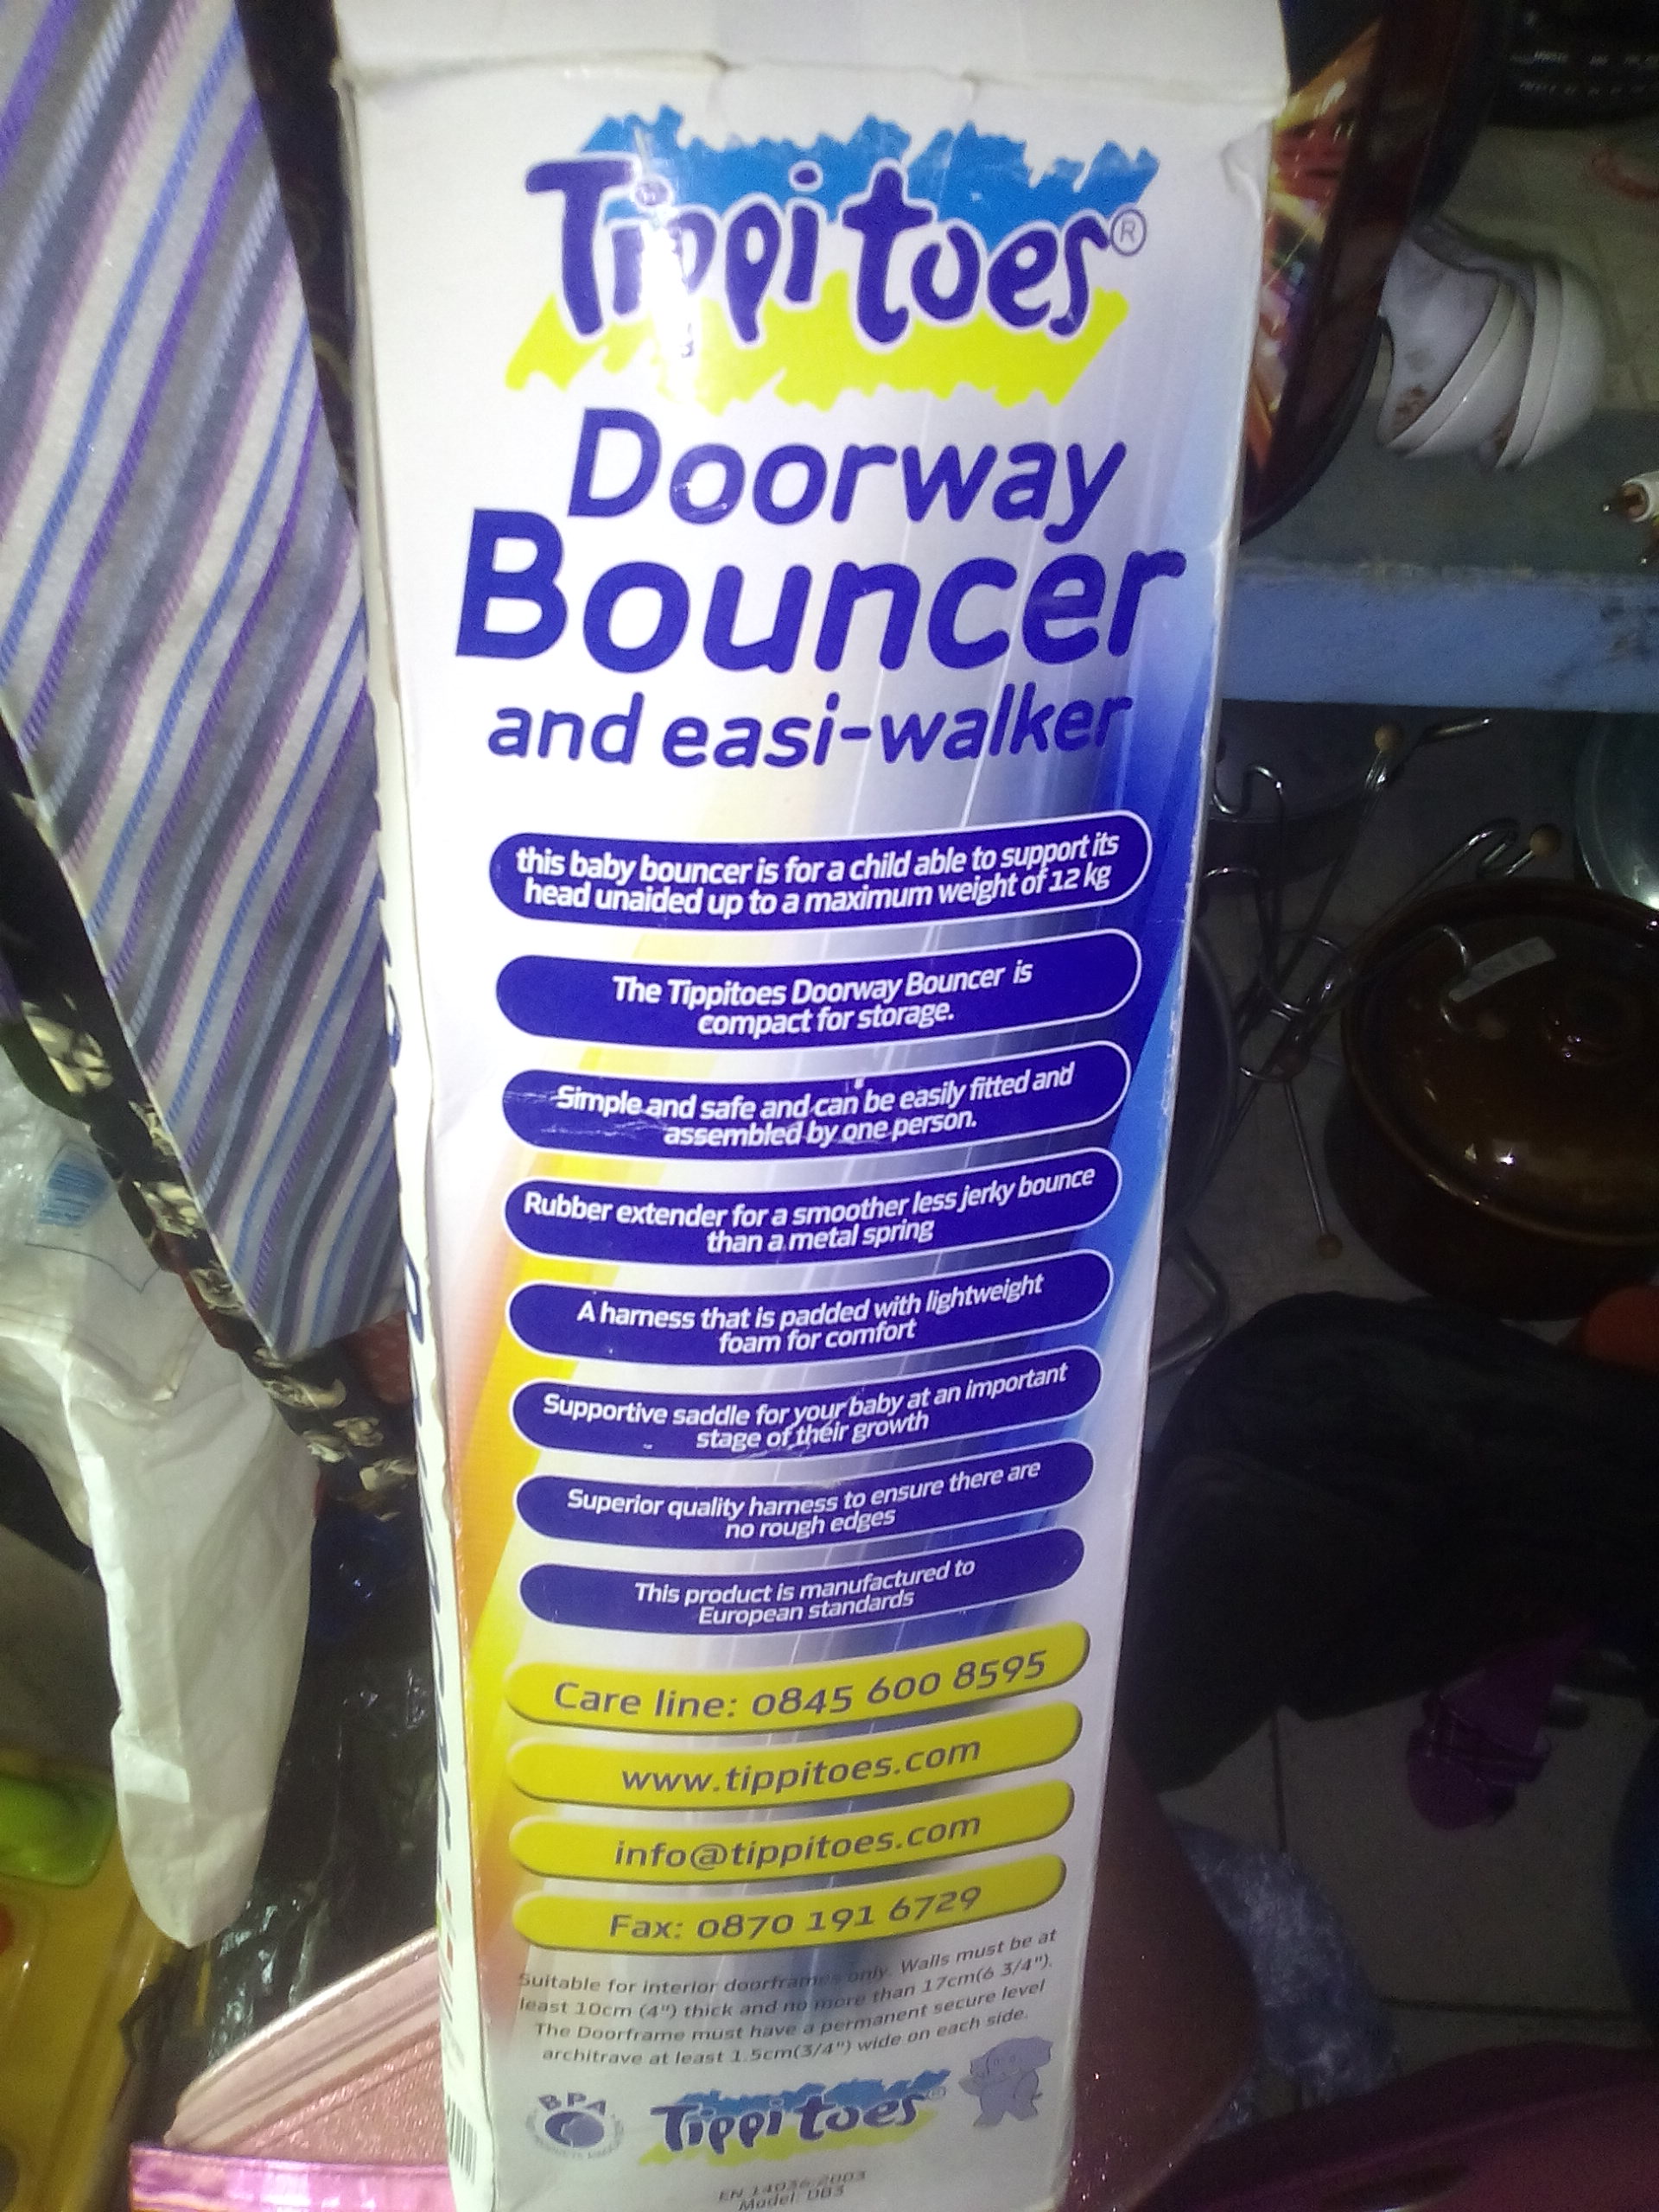 Tippitoes®
Doorway
Bouncer
and easi-walker
this baby bouncer is for a child able to support its
head unaided up to a maximum weight of 12 kg
The Tippitoes Doorway Bouncer is
compact for storage.
Simple and safe and can be easily fitted and
assembled by one person.
Rubber extender for a smoother less jerky bounce
than a metal spring
A harness that is padded with lightweight
foam for comfort
Supportive saddle for your baby at an important
stage of their growth
Superior quality harness to ensure there are
no rough edges
This product is manufactured to
European standards
Care line: 0845 600 8595
www.tippitoes.com
info@tippitoes.com
Fax: 0870 191 6729
Suitable for interior doorframes only. Walls must be at
least 10cm (4") thick and no more than 17cm(6 3/4").
The Doorframe must have a permanent secure level
architrave at least 1.5cm(3/4") wide on each side.
BPA
Tippitoes®
EN 14036:2003
Model: DB3